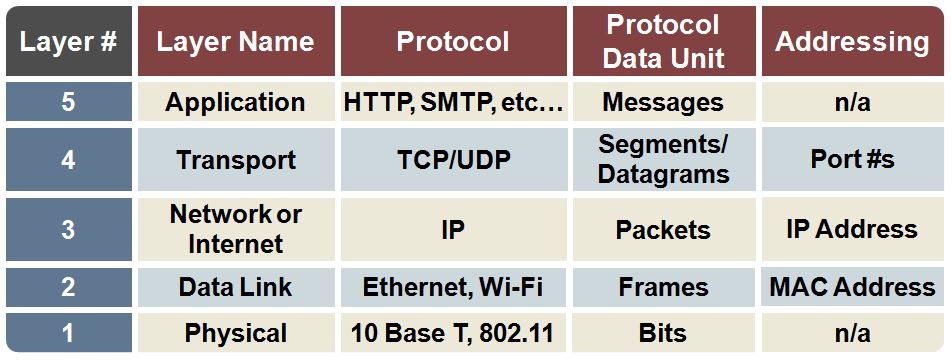 Layer # Layer Name Protocol Protocol Data Unit Addressing
5 Application HTTP, SMTP, etc… Messages n/a
4 Transport TCP/UDP Segments/ Datagrams Port #s
3 Network or Internet IP Packets IP Address
2 Data Link Ethernet, Wi-Fi Frames MAC Address
1 Physical 10 Base T, 802.11 Bits n/a